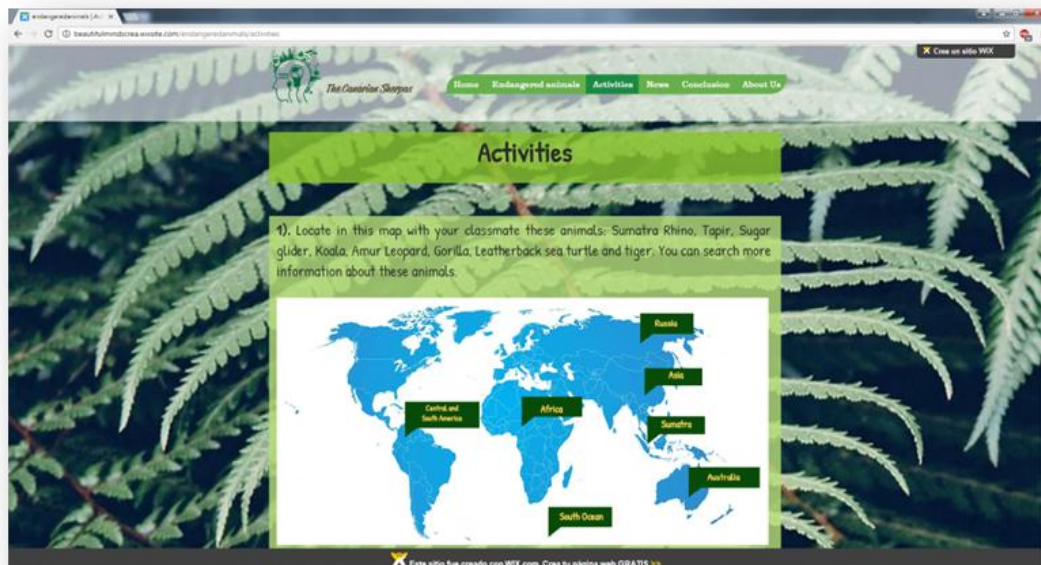 endangeredanimals | Act
beautifulmindscrea.wixsite.com/endangeredanimals/activities
Crea un sitio WiX
The Canarian Sherpas
Home Endangered animals Activities News Conclusion About Us
Activities
1). Locate in this map with your classmate these animals: Sumatra Rhino, Tapir, Sugar
glider, Koala, Amur Leopard, Gorilla, Leatherback sea turtle and tiger. You can search more
information about these animals.
Russia
Asia
Central and
South America
Africa
Sumatra
Australia
South Ocean
Este sitio fue creado con WIX.com. Crea tu página web GRATIS >>